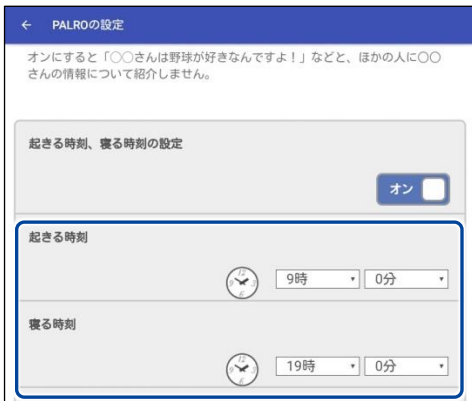 ← PALROの設定
オンにすると「○○さんは野球が好きなんですよ！」などと、ほかの人に○○
さんの情報について紹介しません。
起きる時刻、寝る時刻の設定
オン
起きる時刻
9時 0分
寝る時刻
19時 0分